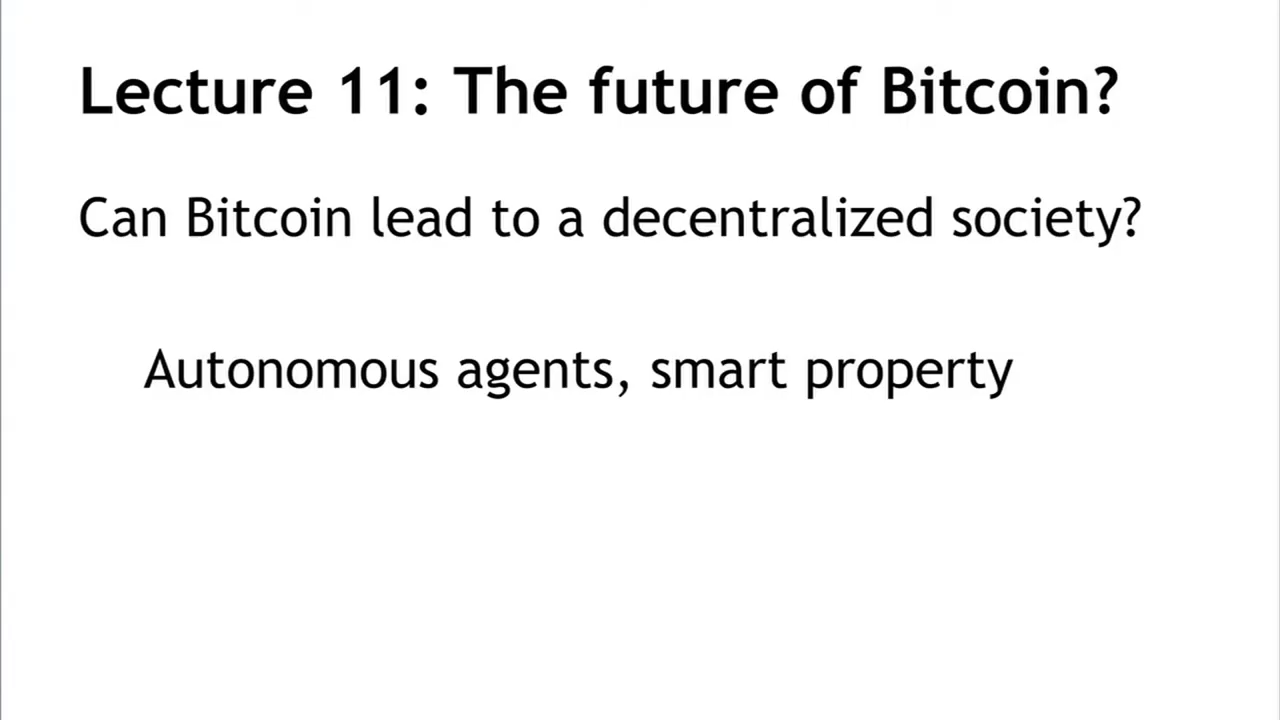 Lecture 11: The future of Bitcoin?
Can Bitcoin lead to a decentralized society?
Autonomous agents, smart property